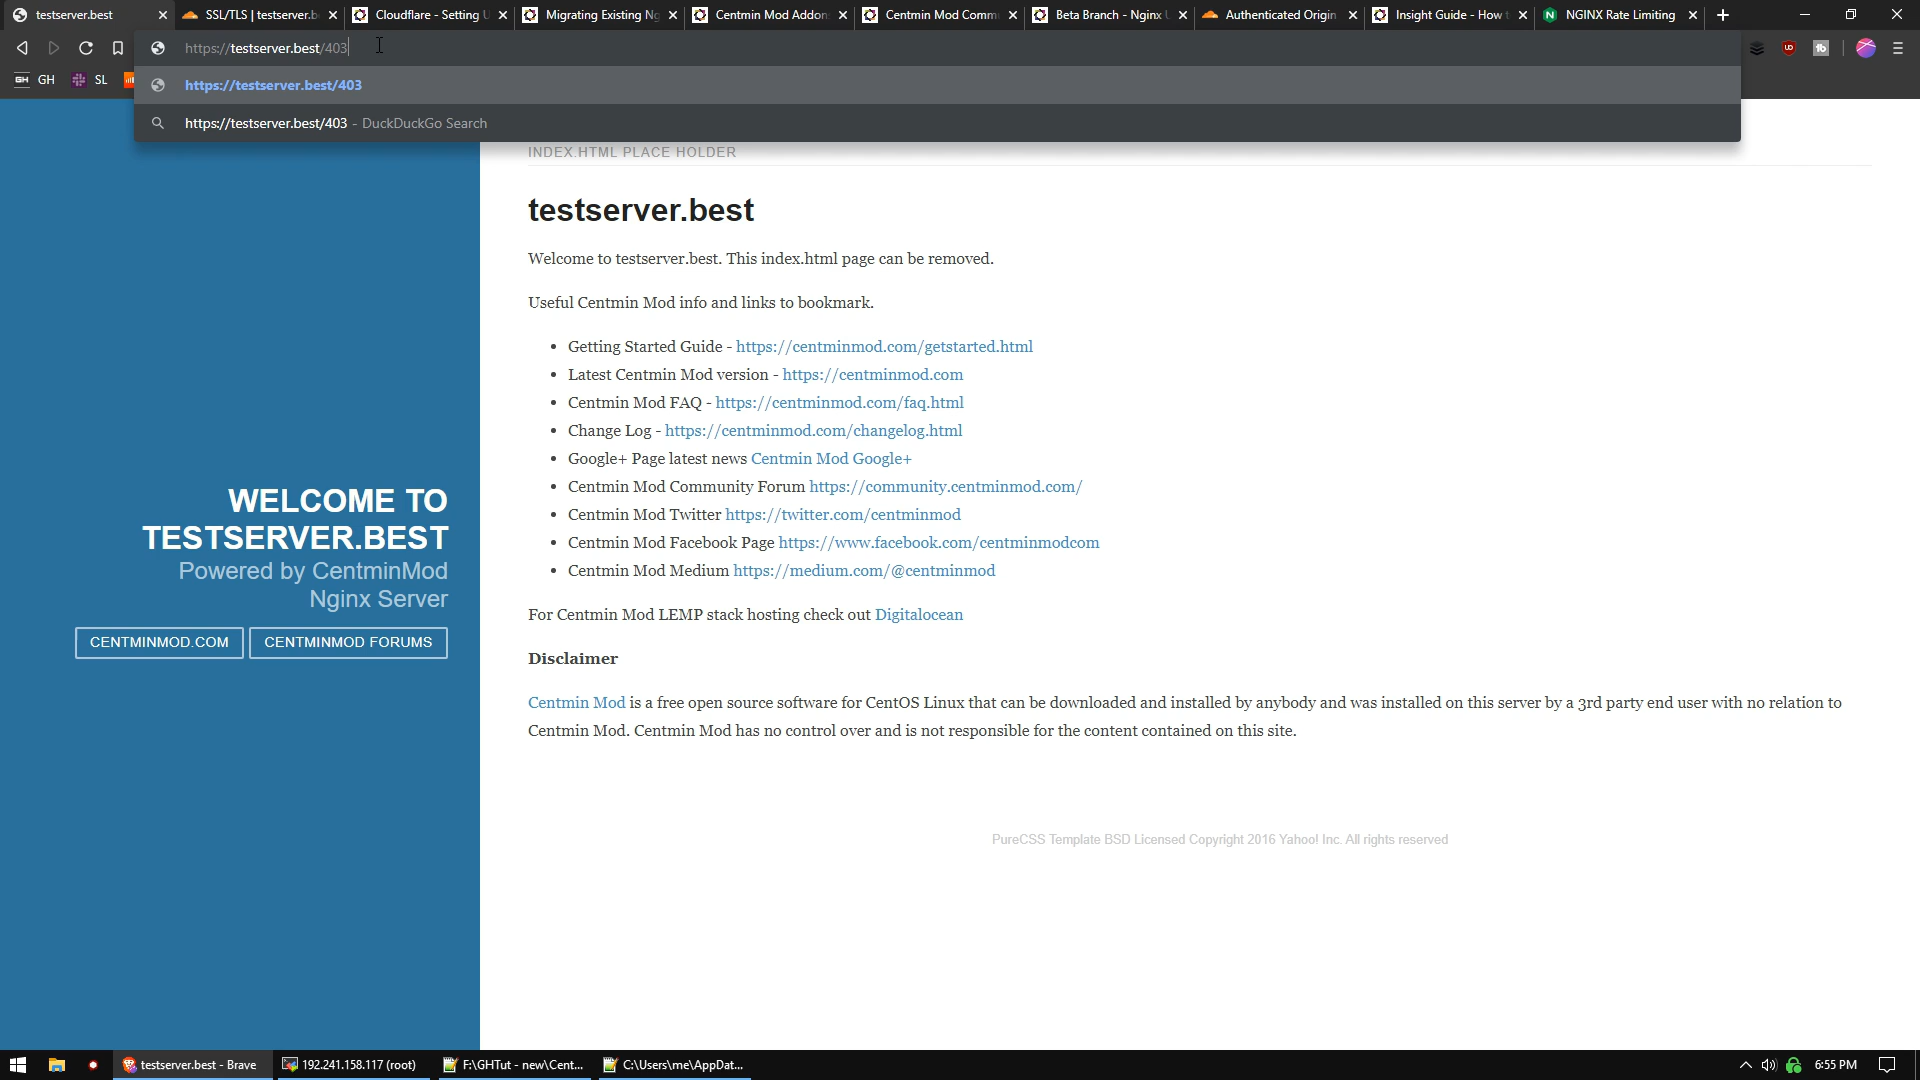 testserver.best
SSL/TLS | testserver.b
Cloudflare - Setting U
Migrating Existing Ng
Centmin Mod Addon
Centmin Mod Comm
Beta Branch - Nginx U
Authenticated Origin
Insight Guide - How t
NGINX Rate Limiting
https://testserver.best/403
GH
SL
https://testserver.best/403
https://testserver.best/403 - DuckDuckGo Search
INDEX.HTML PLACE HOLDER
testserver.best
Welcome to testserver.best. This index.html page can be removed.
Useful Centmin Mod info and links to bookmark.
• Getting Started Guide - https://centminmod.com/getstarted.html
• Latest Centmin Mod version - https://centminmod.com
• Centmin Mod FAQ - https://centminmod.com/faq.html
• Change Log - https://centminmod.com/changelog.html
• Google+ Page latest news Centmin Mod Google+
• Centmin Mod Community Forum https://community.centminmod.com/
• Centmin Mod Twitter https://twitter.com/centminmod
• Centmin Mod Facebook Page https://www.facebook.com/centminmodcom
• Centmin Mod Medium https://medium.com/@centminmod
For Centmin Mod LEMP stack hosting check out Digitalocean
Disclaimer
Centmin Mod is a free open source software for CentOS Linux that can be downloaded and installed by anybody and was installed on this server by a 3rd party end user with no relation to
Centmin Mod. Centmin Mod has no control over and is not responsible for the content contained on this site.
PureCSS Template BSD Licensed Copyright 2016 Yahoo! Inc. All rights reserved
WELCOME TO
TESTSERVER.BEST
Powered by CentminMod
Nginx Server
CENTMINMOD.COM
CENTMINMOD FORUMS
testserver.best - Brave
192.241.158.117 (root)
F:\GHTut - new\Cent...
C:\Users\me\AppDat...
6:55 PM